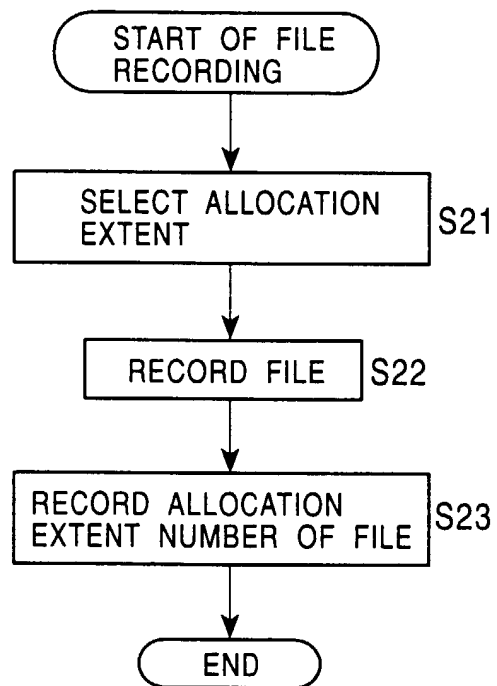 START OF FILE
RECORDING
SELECT ALLOCATION
EXTENT
S21
RECORD FILE
S22
RECORD ALLOCATION
EXTENT NUMBER OF FILE
S23
END